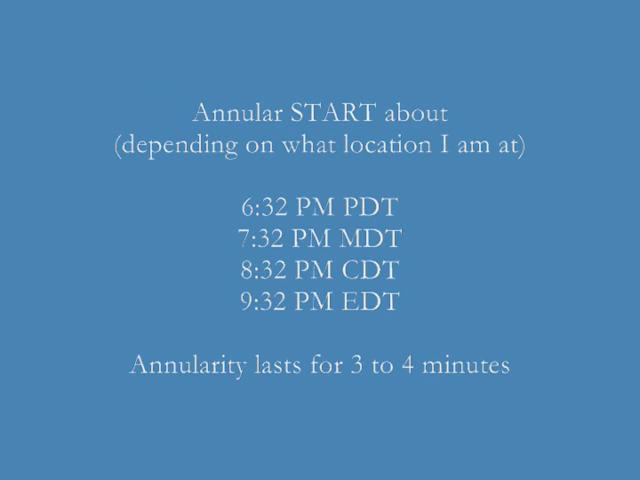 Annular START about
(depending on what location I am at)
6:32 PM PDT
7:32 PM MDT
8:32 PM CDT
9:32 PM EDT
Annularity lasts for 3 to 4 minutes